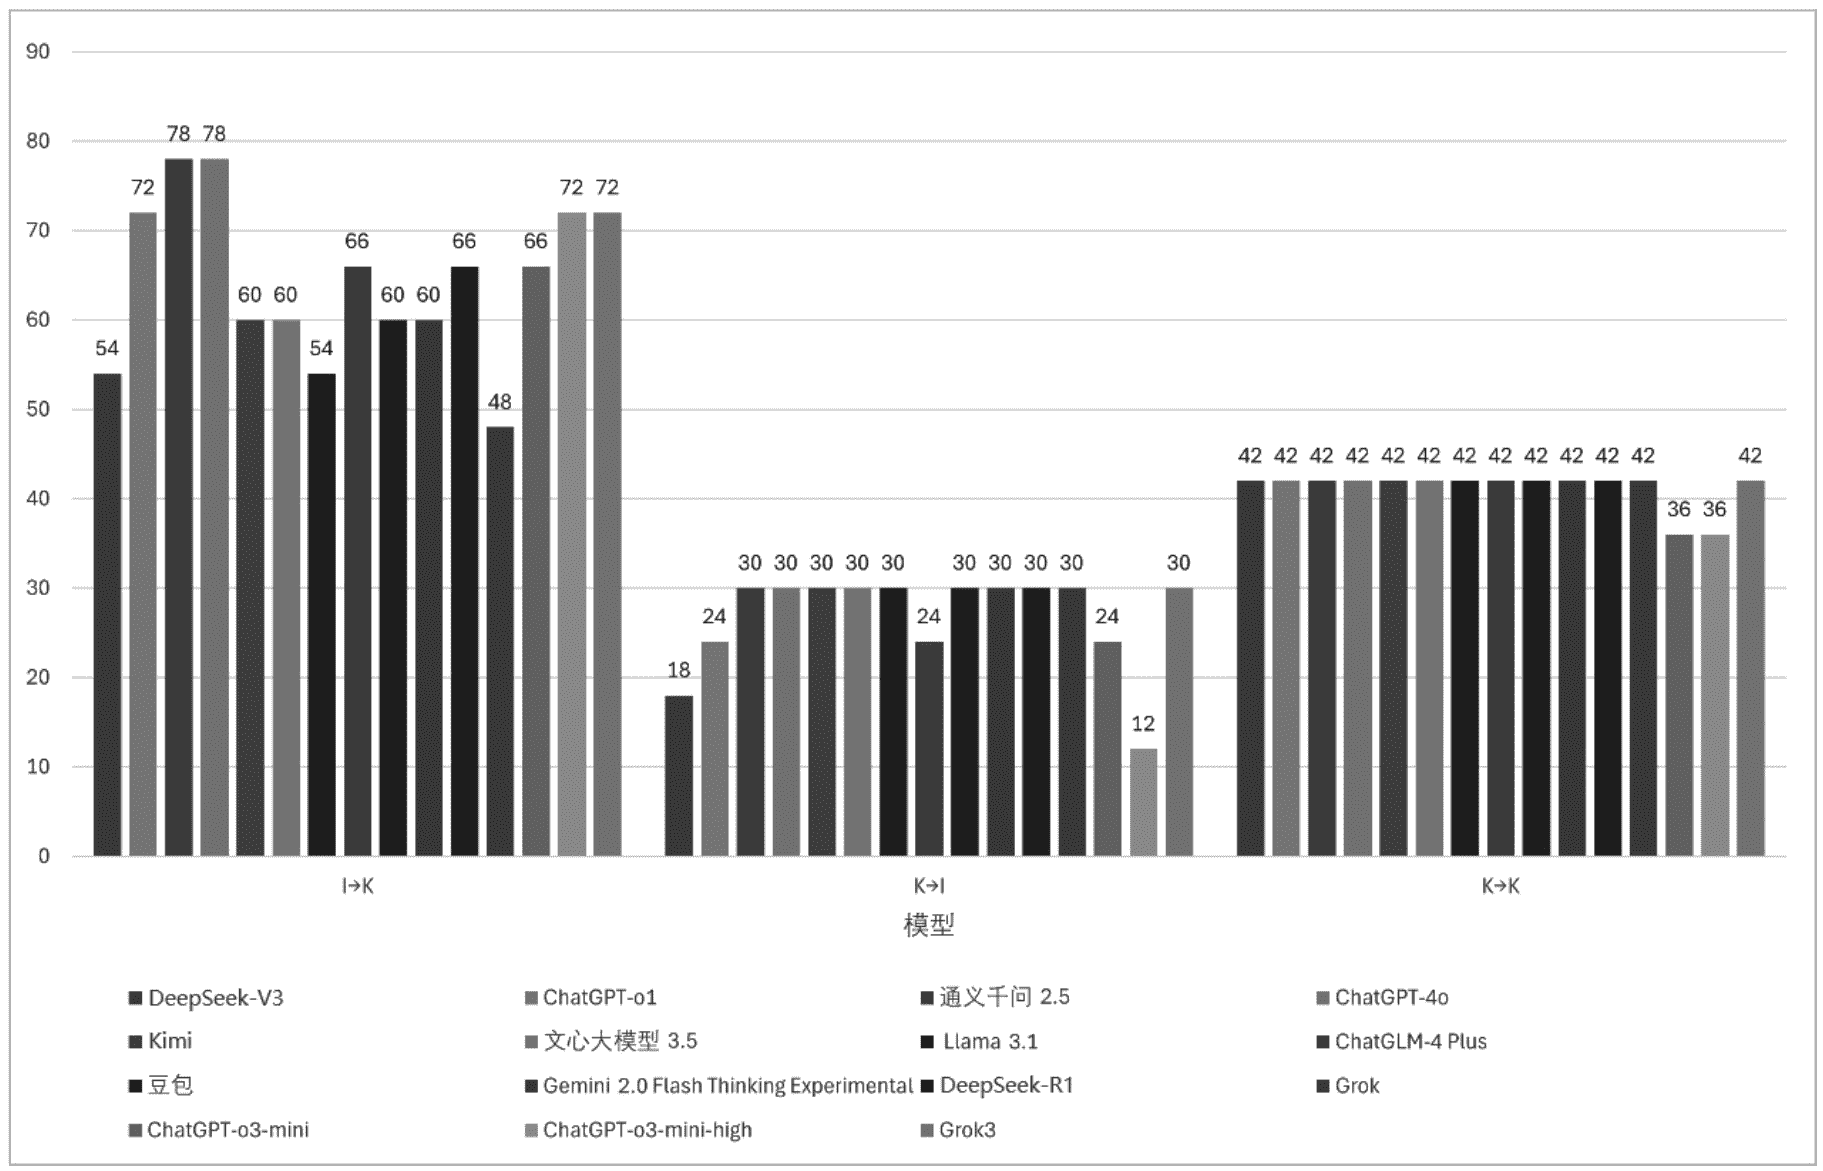 90
80
70
60
50
40
30
20
10
0
54 72 78 78 60 60 54 66 60 60 66 48 66 72 72
18 24 30 30 30 30 30 24 30 30 30 30 24 12 30
42 42 42 42 42 42 42 42 42 42 42 42 36 36 42
I→K K→I K→K
模型
DeepSeek-V3 ChatGPT-o1 通义千问 2.5 ChatGPT-4o
Kimi 文心大模型 3.5 Llama 3.1 ChatGLM-4 Plus
豆包 Gemini 2.0 Flash Thinking Experimental DeepSeek-R1 Grok
ChatGPT-o3-mini ChatGPT-o3-mini-high Grok3